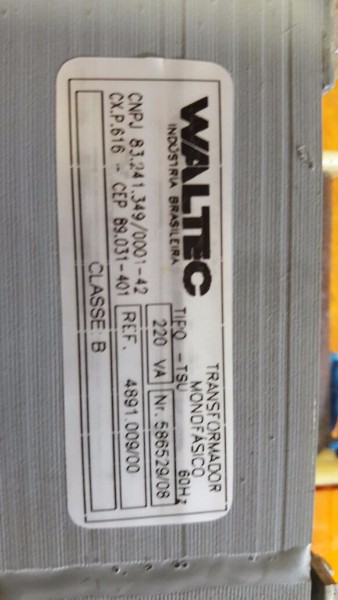 WALTEC
INDÚSTRIA BRASILEIRA
CNPJ 83.241.349/0001-42
CX.P.616 - CEP 89.031-401
TRANSFORMADOR
MONOFÁSICO
TIPO -TSU 60Hz
220 VA Nr. 586529/08
REF. 4891.009/00
CLASSE: B